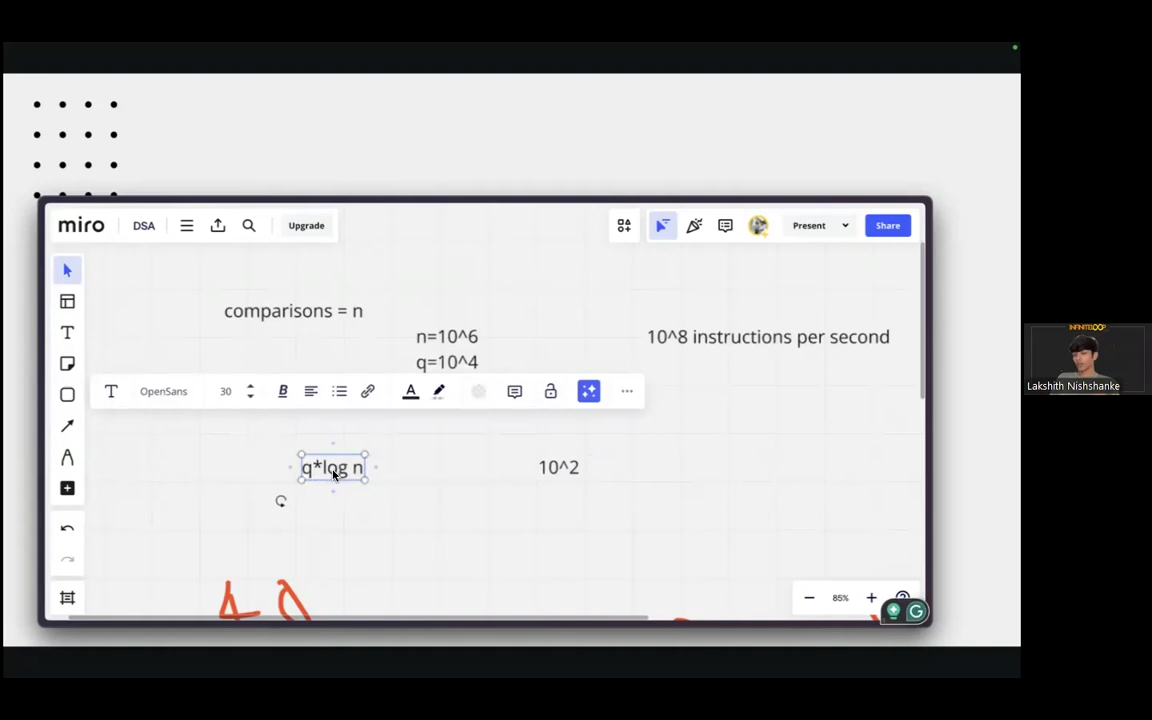 miro DSA Upgrade Present Share
comparisons = n
n=10^6
10^8 instructions per second
q=10^4
OpenSans 30 B A
q*log n
10^2
85%
INFINITELOOP
Lakshith Nishshanke